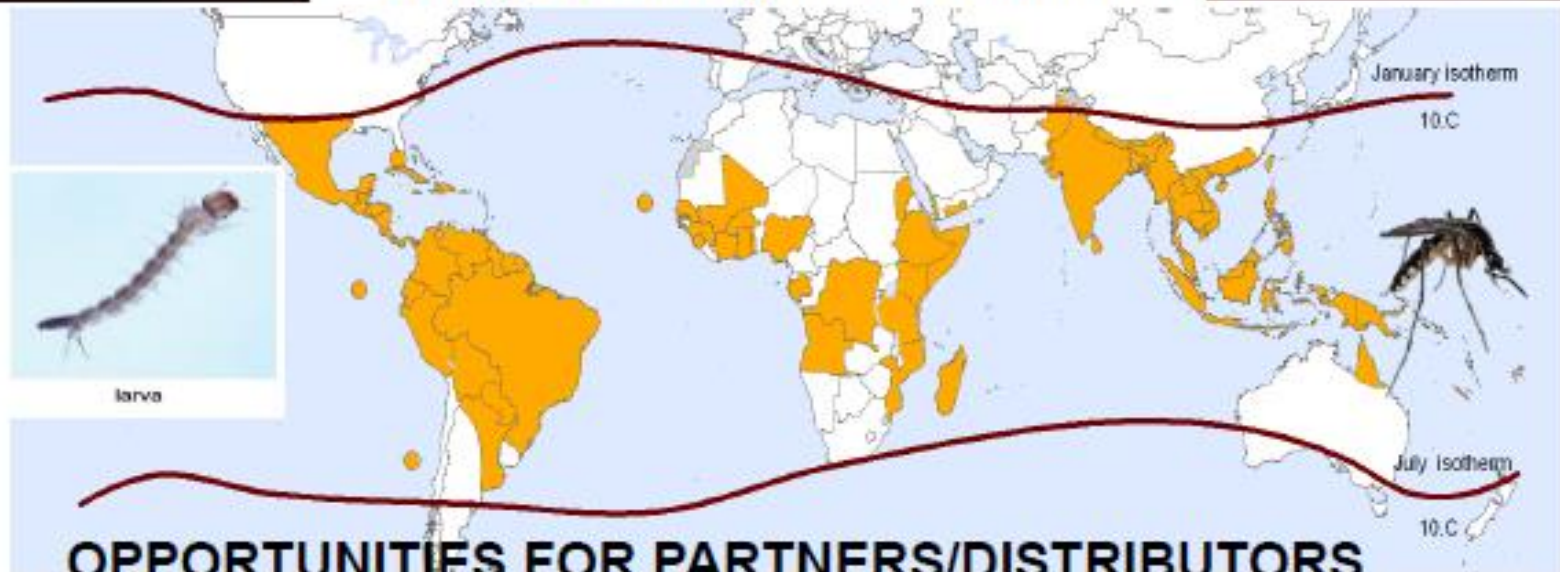 January isotherm
10.C
larva
July isotherm
10.C
OPPORTUNITIES FOR PARTNERS/DISTRIBUTORS